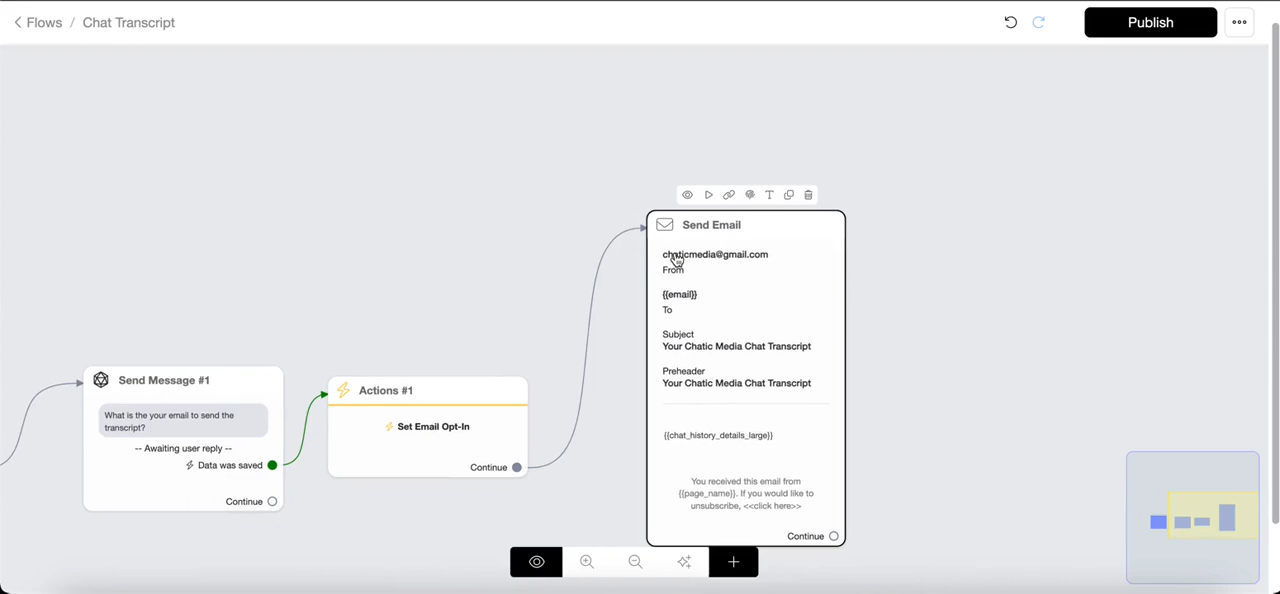 Flows / Chat Transcript
Publish
Send Message #1
What is the your email to send the
transcript?
-- Awaiting user reply --
Data was saved
Continue
Actions #1
Set Email Opt-In
Continue
Send Email
chaticmedia@gmail.com
From
{{email}}
To
Subject
Your Chatic Media Chat Transcript
Preheader
Your Chatic Media Chat Transcript
{{chat_history_details_large}}
You received this email from
{{page_name}}. If you would like to
unsubscribe, <<click here>>
Continue